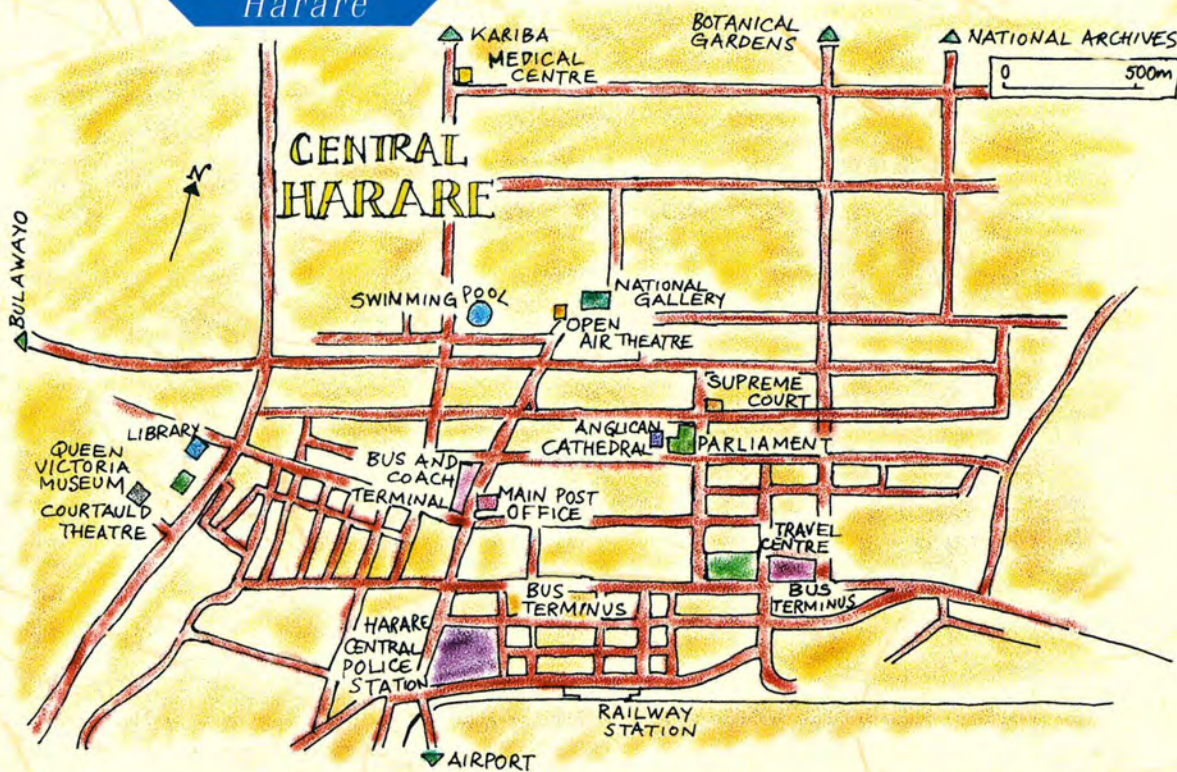 Harare
KARIBA
MEDICAL
CENTRE
BOTANICAL
GARDENS
NATIONAL ARCHIVES
0 500m
CENTRAL
HARARE
N
BULAWAYO
SWIMMING POOL
NATIONAL
GALLERY
OPEN
AIR THEATRE
SUPREME
COURT
ANGLICAN
CATHEDRAL
PARLIAMENT
LIBRARY
QUEEN
VICTORIA
MUSEUM
COURTAULD
THEATRE
BUS AND
COACH
TERMINAL
MAIN POST
OFFICE
TRAVEL
CENTRE
BUS
TERMINUS
BUS
TERMINUS
HARARE
CENTRAL
POLICE
STATION
RAILWAY
STATION
AIRPORT